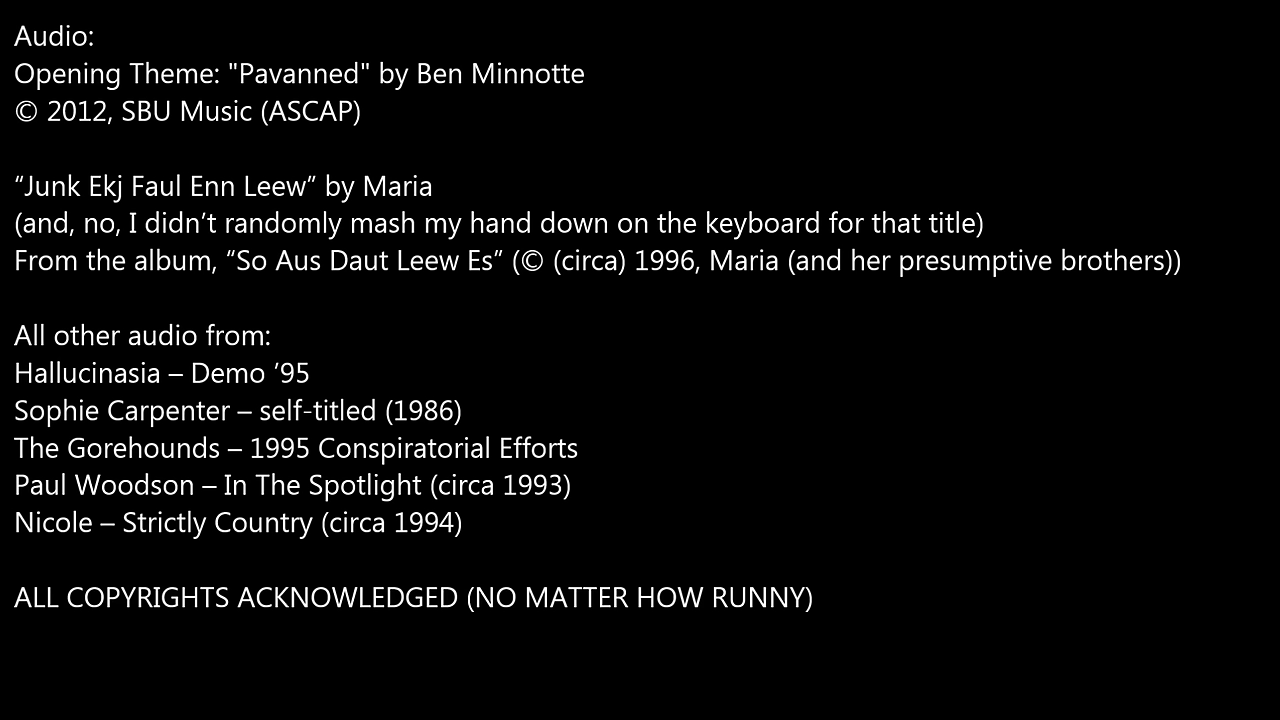 Audio:
Opening Theme: "Pavanned" by Ben Minnotte
© 2012, SBU Music (ASCAP)
“Junk Ekj Faul Enn Leew” by Maria
(and, no, I didn’t randomly mash my hand down on the keyboard for that title)
From the album, “So Aus Daut Leew Es” (© (circa) 1996, Maria (and her presumptive brothers))
All other audio from:
Hallucinasia – Demo ’95
Sophie Carpenter – self-titled (1986)
The Gorehounds – 1995 Conspiratorial Efforts
Paul Woodson – In The Spotlight (circa 1993)
Nicole – Strictly Country (circa 1994)
ALL COPYRIGHTS ACKNOWLEDGED (NO MATTER HOW RUNNY)